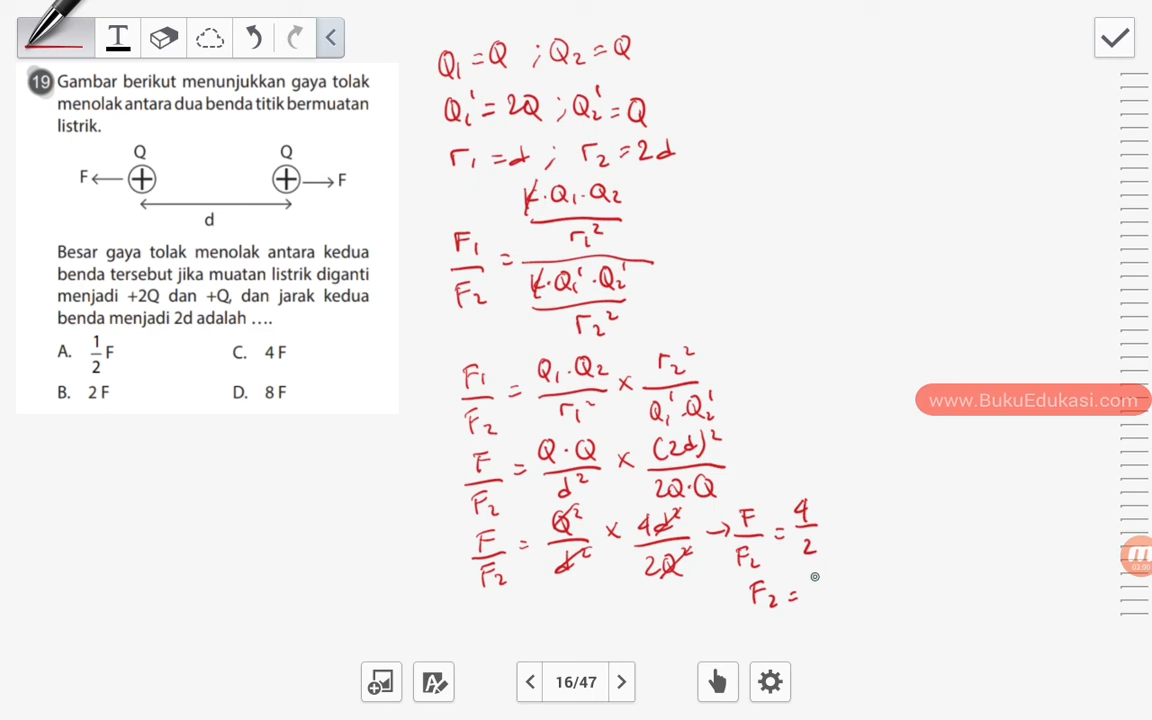 T
19 Gambar berikut menunjukkan gaya tolak
menolak antara dua benda titik bermuatan
listrik.
Q Q
F F
d
Besar gaya tolak menolak antara kedua
benda tersebut jika muatan listrik diganti
menjadi +2Q dan +Q, dan jarak kedua
benda menjadi 2d adalah ....
A. 1/2 F C. 4 F
B. 2 F D. 8 F
Q₁ = Q ; Q₂ = Q
Q₁' = 2Q ; Q₂' = Q
r₁ = d ; r₂ = 2d
F₁/F₂ = (k·Q₁·Q₂/r₁²)/(k·Q₁'·Q₂'/r₂²)
F₁/F₂ = Q₁·Q₂/r₁² × r₂²/Q₁'·Q₂'
F/F₂ = Q·Q/d² × (2d)²/2Q·Q
F/F₂ = Q²/d² × 4d²/2Q² → F/F₂ = 4/2
F₂ =
www.BukuEdukasi.com
03:00
16/47